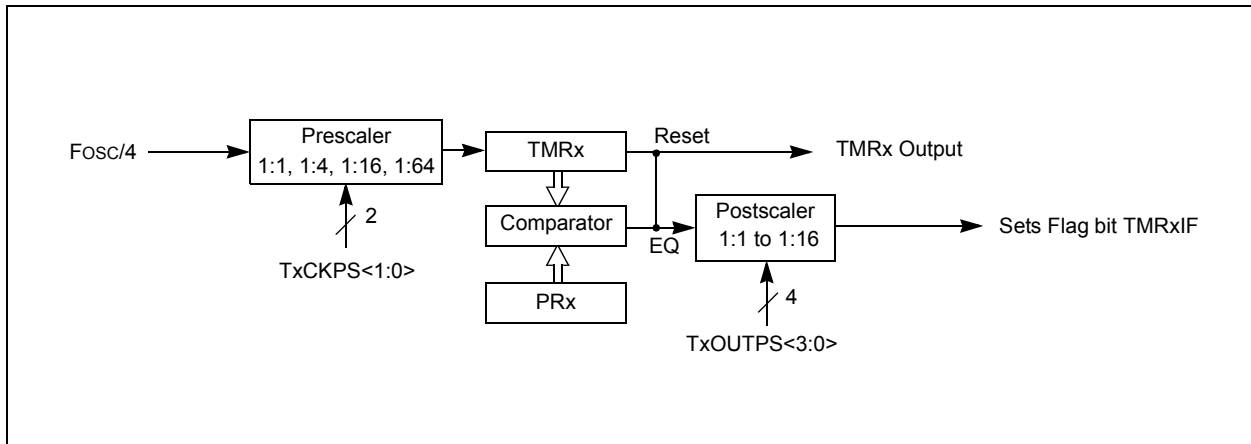 Fosc/4
Prescaler
1:1, 1:4, 1:16, 1:64
2
TxCKPS<1:0>
TMRx
Reset
TMRx Output
Comparator
EQ
PRx
Postscaler
1:1 to 1:16
4
TxOUTPS<3:0>
Sets Flag bit TMRxIF